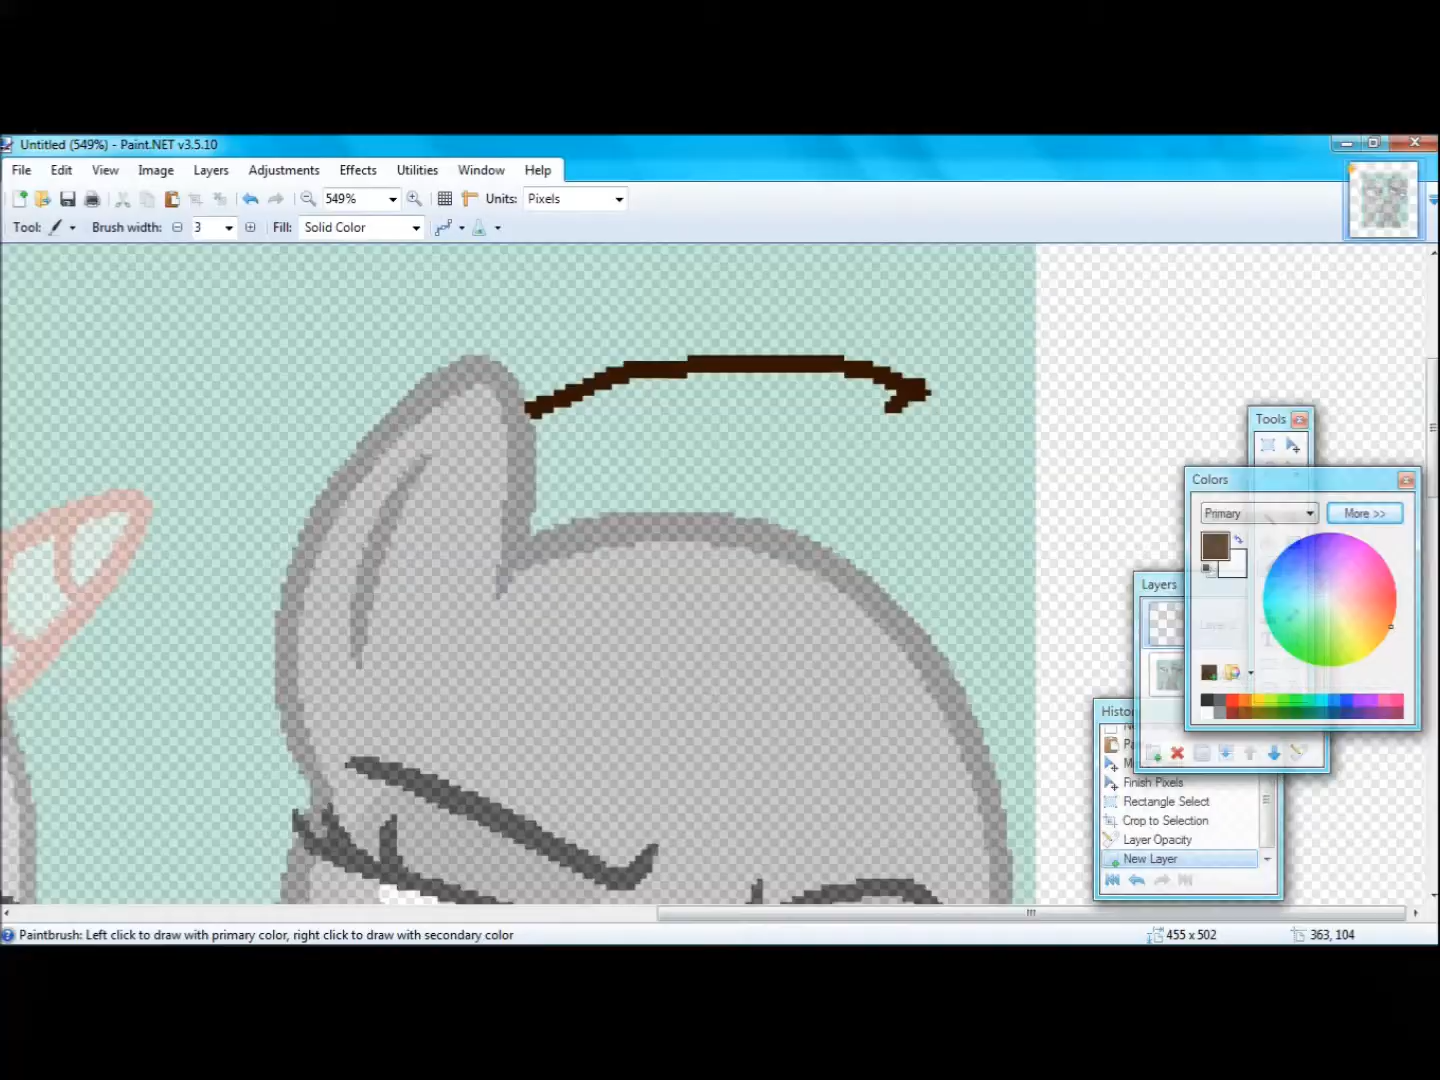 Untitled (549%) - Paint.NET v3.5.10
File Edit View Image Layers Adjustments Effects Utilities Window Help
549% Units: Pixels
Tool: Brush width: 3 Fill: Solid Color
Tools
Colors
Primary More >>
Layers
Finish Pixels
Rectangle Select
Crop to Selection
Layer Opacity
New Layer
Paintbrush: Left click to draw with primary color, right click to draw with secondary color
455 x 502
363, 104